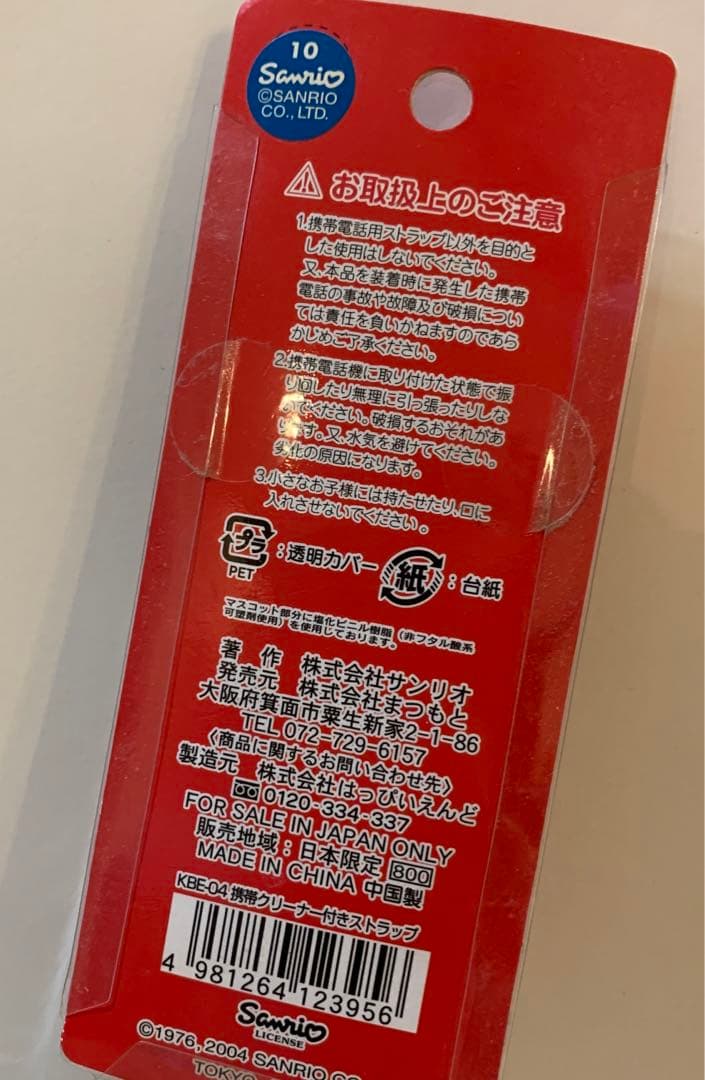 10
Sanrio
©SANRIO
CO., LTD.
お取扱上のご注意
1.携帯電話用ストラップ以外を目的と
した使用はしないでください。
又、本品を装着時に発生した携帯
電話の事故や故障及び破損につい
ては責任を負いかねますのであら
かじめご了承ください。
2.携帯電話機に取り付けた状態で振
り回したり無理に引っ張ったりしな
いでください。破損するおそれがあ
ります。又、水気を避けてください。
劣化の原因になります。
3.小さなお子様には持たせたり、口に
入れさせないでください。
プラ
PET
:透明カバー
紙
:台紙
マスコット部分に塩化ビニル樹脂(非フタル酸系
可塑剤使用)を使用しております。
著 作 株式会社サンリオ
発売元 株式会社まつもと
大阪府箕面市粟生新家2-1-86
TEL 072-729-6157
〈商品に関するお問い合わせ先〉
製造元 株式会社はっぴいえんど
0120-334-337
FOR SALE IN JAPAN ONLY
販売地域:日本限定 800
MADE IN CHINA 中国製
KBE-04 携帯クリーナー付きストラップ
4 981264 123956
Sanrio
LICENSE
©1976, 2004 SANRIO CO.
TOKYO